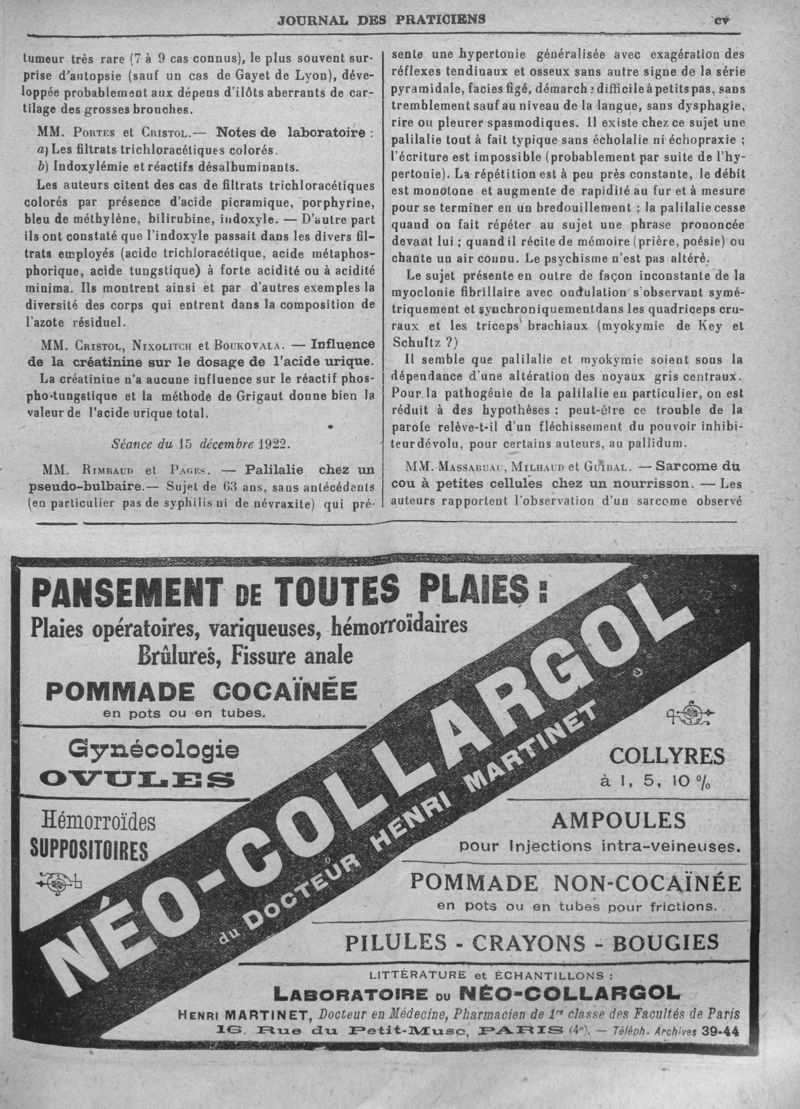 JOURNAL DES PRATICIENS
CV
tumeur très rare (7 à 9 cas connus), le plus souvent sur-
prise d'autopsie (sauf un cas de Gayet de Lyon), déve-
loppée probablement aux dépens d'ilôts aberrants de car-
tilage des grosses bronches.
MM. PORTES et CRISTOL.— Notes de laboratoire :
a) Les filtrats trichloracétiques colorés.
b) Indoxylémie et réactifs désalbuminants.
Les auteurs citent des cas de filtrats trichloracétiques
colorés par présence d'acide picramique, porphyrine,
bleu de méthylène, bilirubine, indoxyle. — D'autre part
ils ont constaté que l'indoxyle passait dans les divers fil-
trats employés (acide trichloracétique, acide métaphos-
phorique, acide tungstique) à forte acidité ou à acidité
minima. Ils montrent ainsi et par d'autres exemples la
diversité des corps qui entrent dans la composition de
l'azote résiduel.
MM. CRISTOL, NIXOLITCH et BOUKOVALA. — Influence
de la créatinine sur le dosage de l'acide urique.
La créatinine n'a aucune influence sur le réactif phos-
pho-tungstique et la méthode de Grigaut donne bien la
valeur de l'acide urique total.
Séance du 15 décembre 1922.
MM. RIMBAUD et PAGES. — Palilalie chez un
pseudo-bulbaire.— Sujet de 63 ans, sans antécédents
(en particulier pas de syphilis ni de névraxite) qui pré-
sente une hypertonie généralisée avec exagération des
réflexes tendinaux et osseux sans autre signe de la série
pyramidale, facies figé, démarche difficile à petits pas, sans
tremblement sauf au niveau de la langue, sans dysphagie,
rire ou pleurer spasmodiques. Il existe chez ce sujet une
palilalie tout à fait typique sans écholalie ni échopraxie ;
l'écriture est impossible (probablement par suite de l'hy-
pertonie). La répétition est à peu près constante, le débit
est monotone et augmente de rapidité au fur et à mesure
pour se terminer en un bredouillement ; la palilalie cesse
quand on fait répéter au sujet une phrase prononcée
devant lui ; quand il récite de mémoire (prière, poésie) ou
chante un air connu. Le psychisme n'est pas altéré.
Le sujet présente en outre de façon inconstante de la
myoclonie fibrillaire avec ondulation s'observant symé-
triquement et synchroniquement dans les quadriceps cru-
raux et les triceps brachiaux (myokymie de Key et
Schultz ?)
Il semble que palilalie et myokymie soient sous la
dépendance d'une altération des noyaux gris centraux.
Pour la pathogénie de la palilalie en particulier, on est
réduit à des hypothèses : peut-être ce trouble de la
parole relève-t-il d'un fléchissement du pouvoir inhibi-
teur dévolu, pour certains auteurs, au pallidum.
MM. MASSABUAU, MILHAUD et GUIBAL. — Sarcome du
cou à petites cellules chez un nourrisson. — Les
auteurs rapportent l'observation d'un sarcome observé
PANSEMENT DE TOUTES PLAIES :
Plaies opératoires, variqueuses, hémorroïdaires
Brûlures, Fissure anale
POMMADE COCAÏNÉE
en pots ou en tubes.
Gynécologie
OVULES
Hémorroïdes
SUPPOSITOIRES
NÉO-COLLARGOL
du DOCTEUR HENRI MARTINET
COLLYRES
à 1, 5, 10 %
AMPOULES
pour Injections intra-veineuses.
POMMADE NON-COCAÏNÉE
en pots ou en tubes pour frictions.
PILULES - CRAYONS - BOUGIES
LITTÉRATURE et ÉCHANTILLONS :
LABORATOIRE DU NÉO-COLLARGOL
HENRI MARTINET, Docteur en Médecine, Pharmacien de 1re classe des Facultés de Paris
16, Rue du Petit-Musc, PARIS (4e). — Téléph. Archives 39-44